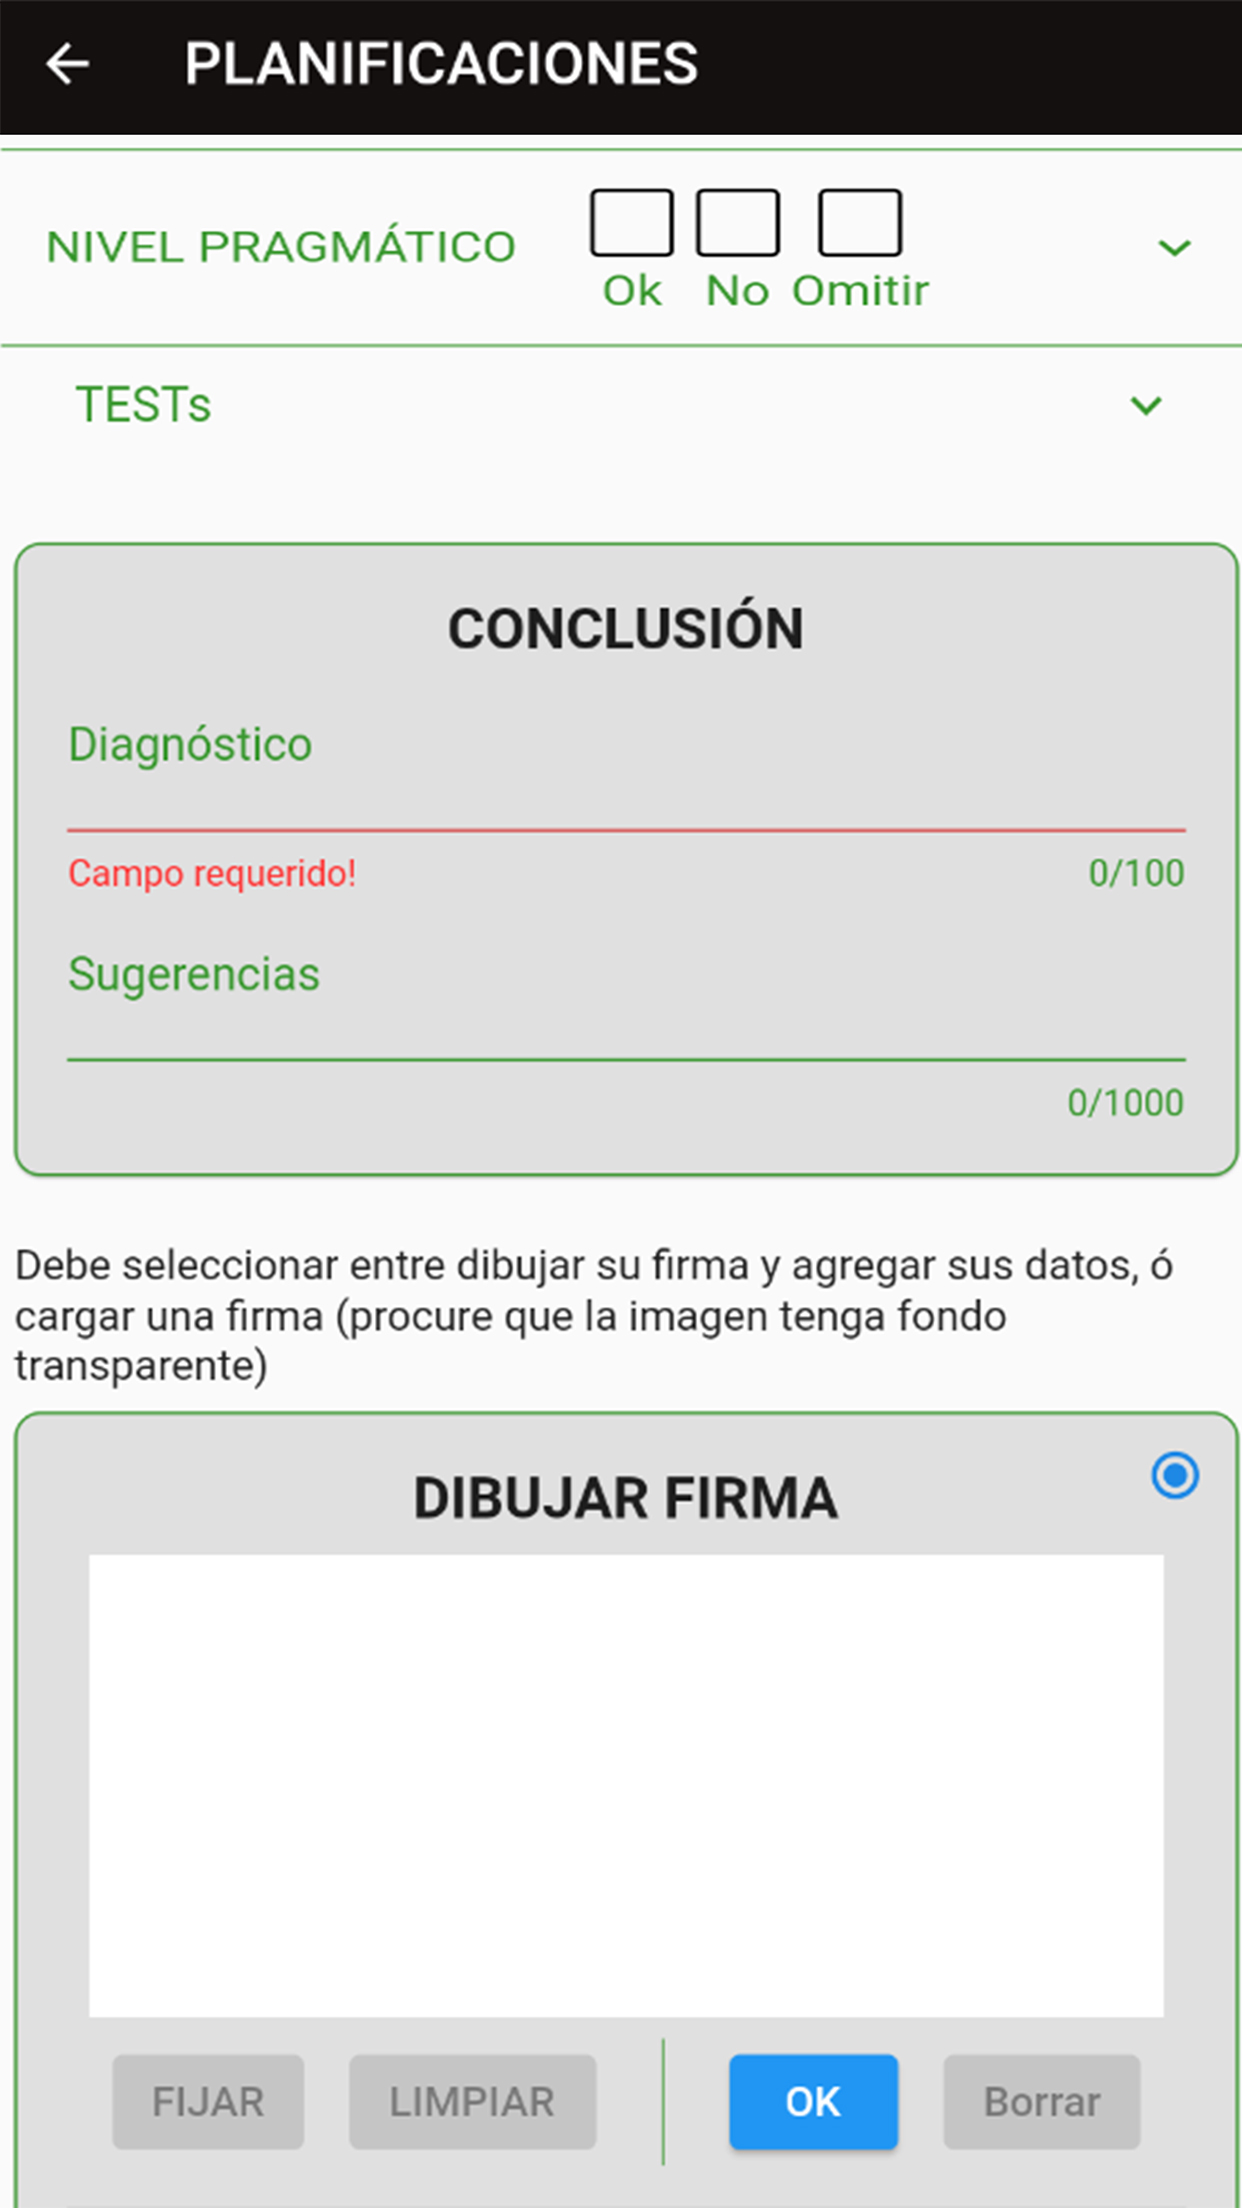 PLANIFICACIONES
NIVEL PRAGMÁTICO
Ok No Omitir
TESTs
CONCLUSIÓN
Diagnóstico
Campo requerido! 0/100
Sugerencias
0/1000
Debe seleccionar entre dibujar su firma y agregar sus datos, ó
cargar una firma (procure que la imagen tenga fondo
transparente)
DIBUJAR FIRMA
FIJAR LIMPIAR OK Borrar